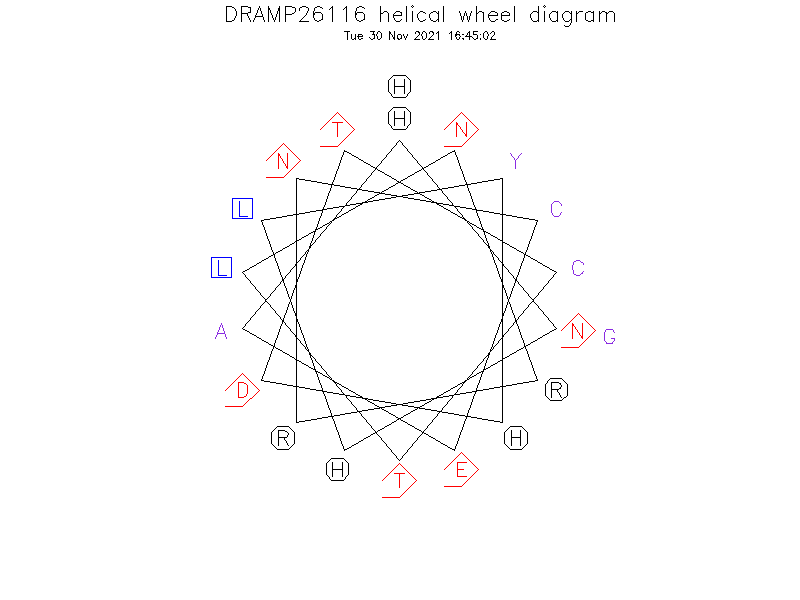 DRAMP26116 helical wheel diagram
Tue 30 Nov 2021 16:45:02
H
H
T N
N Y
L C
L C
A N G
D R
R H
H E
T